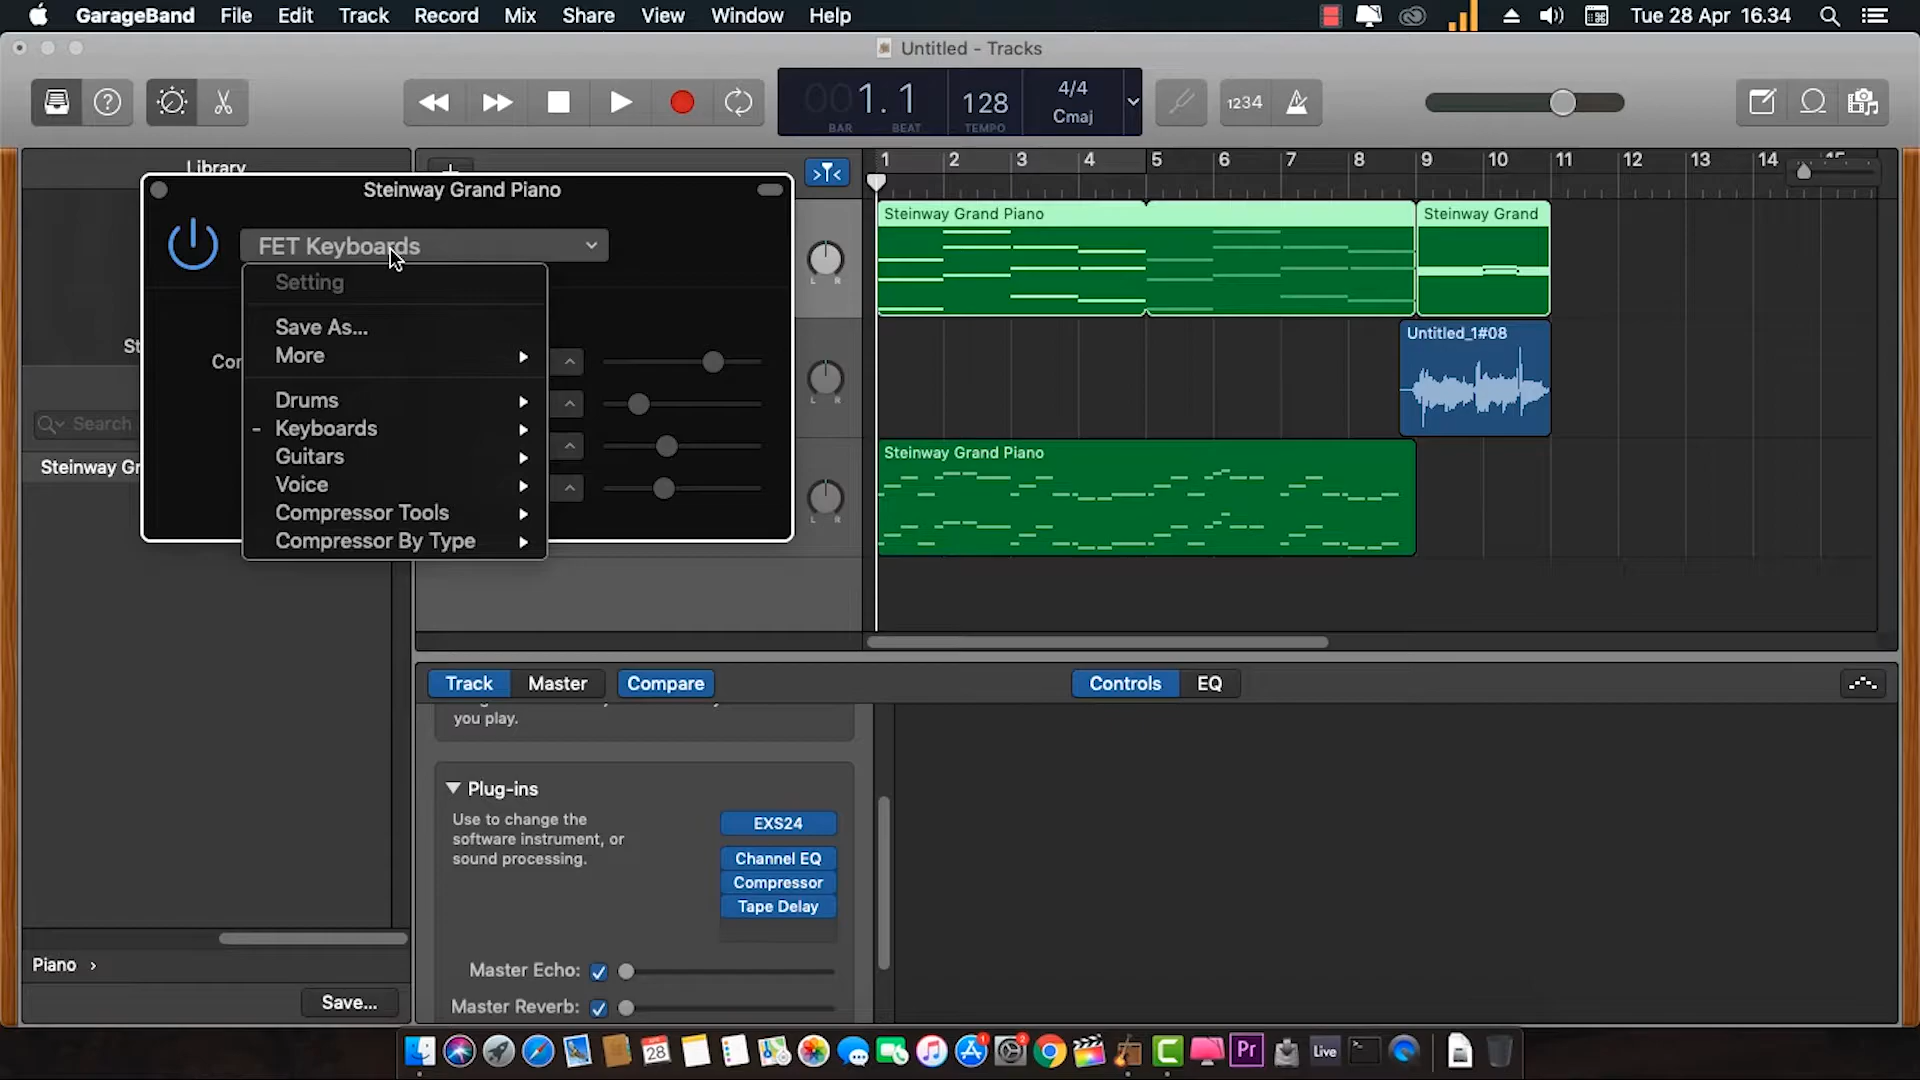 GarageBand File Edit Track Record Mix Share View Window Help Tue 28 Apr 16.34
Untitled - Tracks
1. 1 128 4/4 Cmaj
BAR BEAT TEMPO
1234
Library
1 2 3 4 5 6 7 8 9 10 11 12 13 14
Steinway Grand Piano
FET Keyboards
Setting
Save As...
More
Drums
- Keyboards
Guitars
Voice
Compressor Tools
Compressor By Type
Search
L R
L R
L R
Steinway Grand Piano
Steinway Grand
Untitled_1#08
Steinway Grand Piano
Track Master Compare Controls EQ
you play.
Plug-ins
Use to change the
software instrument, or
sound processing.
EXS24
Channel EQ
Compressor
Tape Delay
Master Echo:
Master Reverb:
Piano ›
Save...
28 Pr Live